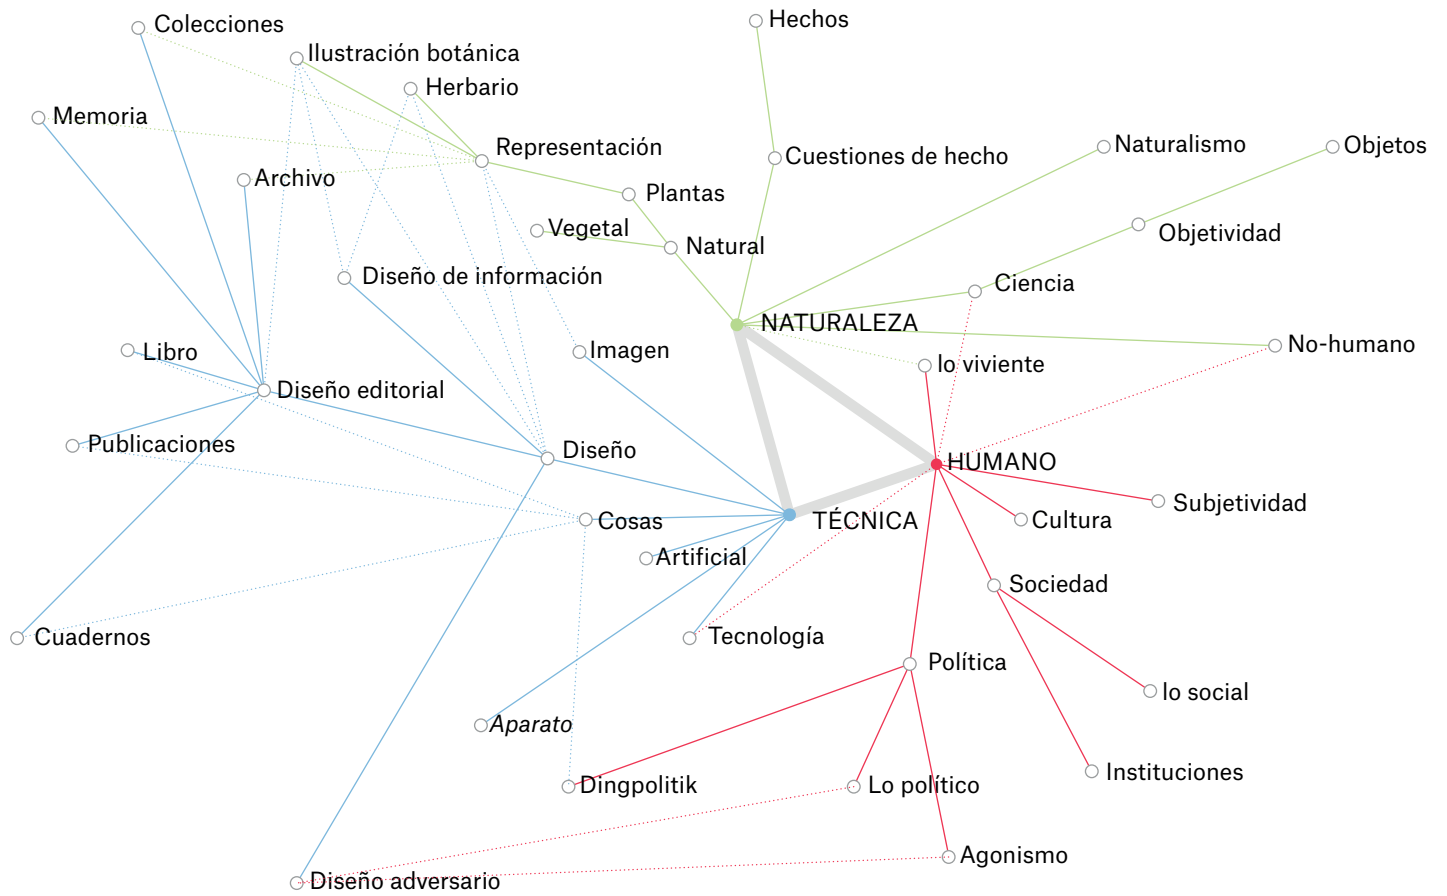 Hechos
Colecciones
Ilustración botánica
Herbario
Memoria
Representación
Naturalismo
Objetos
Cuestiones de hecho
Archivo
Plantas
Vegetal
Objetividad
Natural
Diseño de información
Ciencia
NATURALEZA
No-humano
Libro
Imagen
lo viviente
Diseño editorial
Publicaciones
Diseño
HUMANO
Subjetividad
Cosas
TÉCNICA
Cultura
Artificial
Sociedad
Cuadernos
Tecnología
Política
lo social
Aparato
Instituciones
Dingpolitik
Lo político
Agonismo
Diseño adversario